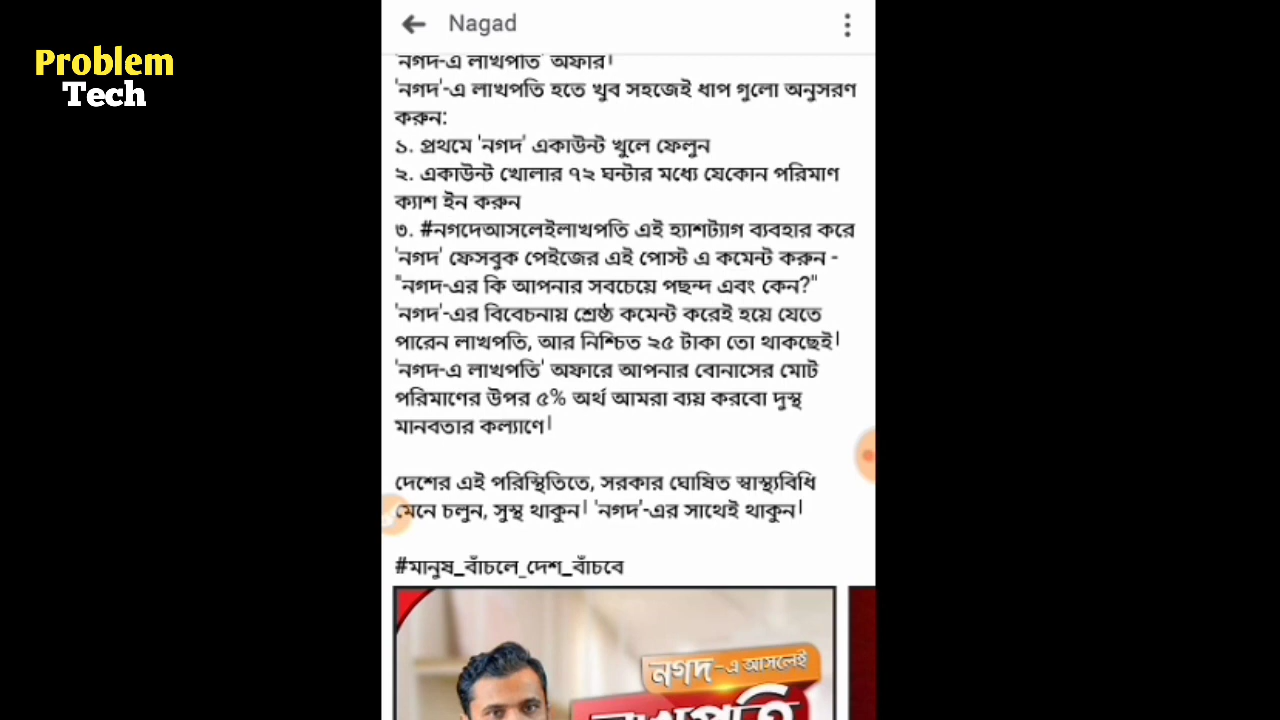 Problem
Tech
Nagad
'নগদ-এ লাখপতি' অফার।
'নগদ'-এ লাখপতি হতে খুব সহজেই ধাপ গুলো অনুসরণ
করুন:
১. প্রথমে 'নগদ' একাউন্ট খুলে ফেলুন
২. একাউন্ট খোলার ৭২ ঘন্টার মধ্যে যেকোন পরিমাণ
ক্যাশ ইন করুন
৩. #নগদেআসলেইলাখপতি এই হ্যাশট্যাগ ব্যবহার করে
'নগদ' ফেসবুক পেইজের এই পোস্ট এ কমেন্ট করুন -
"নগদ-এর কি আপনার সবচেয়ে পছন্দ এবং কেন?"
'নগদ'-এর বিবেচনায় শ্রেষ্ঠ কমেন্ট করেই হয়ে যেতে
পারেন লাখপতি, আর নিশ্চিত ২৫ টাকা তো থাকছেই।
'নগদ-এ লাখপতি' অফারে আপনার বোনাসের মোট
পরিমাণের উপর ৫% অর্থ আমরা ব্যয় করবো দুস্থ
মানবতার কল্যাণে।
দেশের এই পরিস্থিতিতে, সরকার ঘোষিত স্বাস্থ্যবিধি
মেনে চলুন, সুস্থ থাকুন। 'নগদ'-এর সাথেই থাকুন।
#মানুষ_বাঁচলে_দেশ_বাঁচবে
নগদ-এ আসলেই
লাখপতি